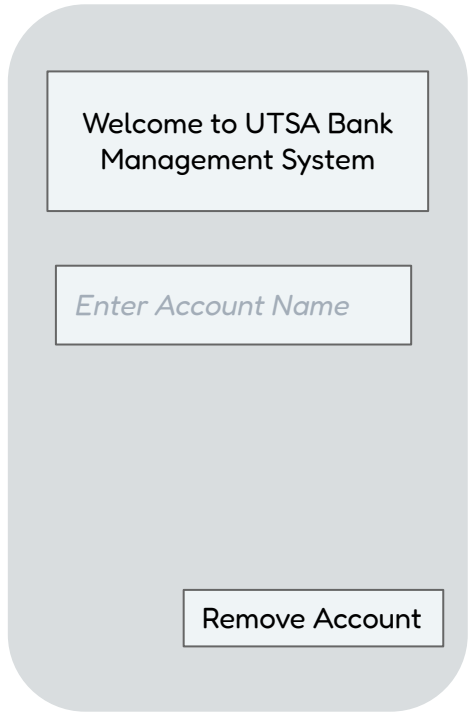 Welcome to UTSA Bank
Management System
Enter Account Name
Remove Account